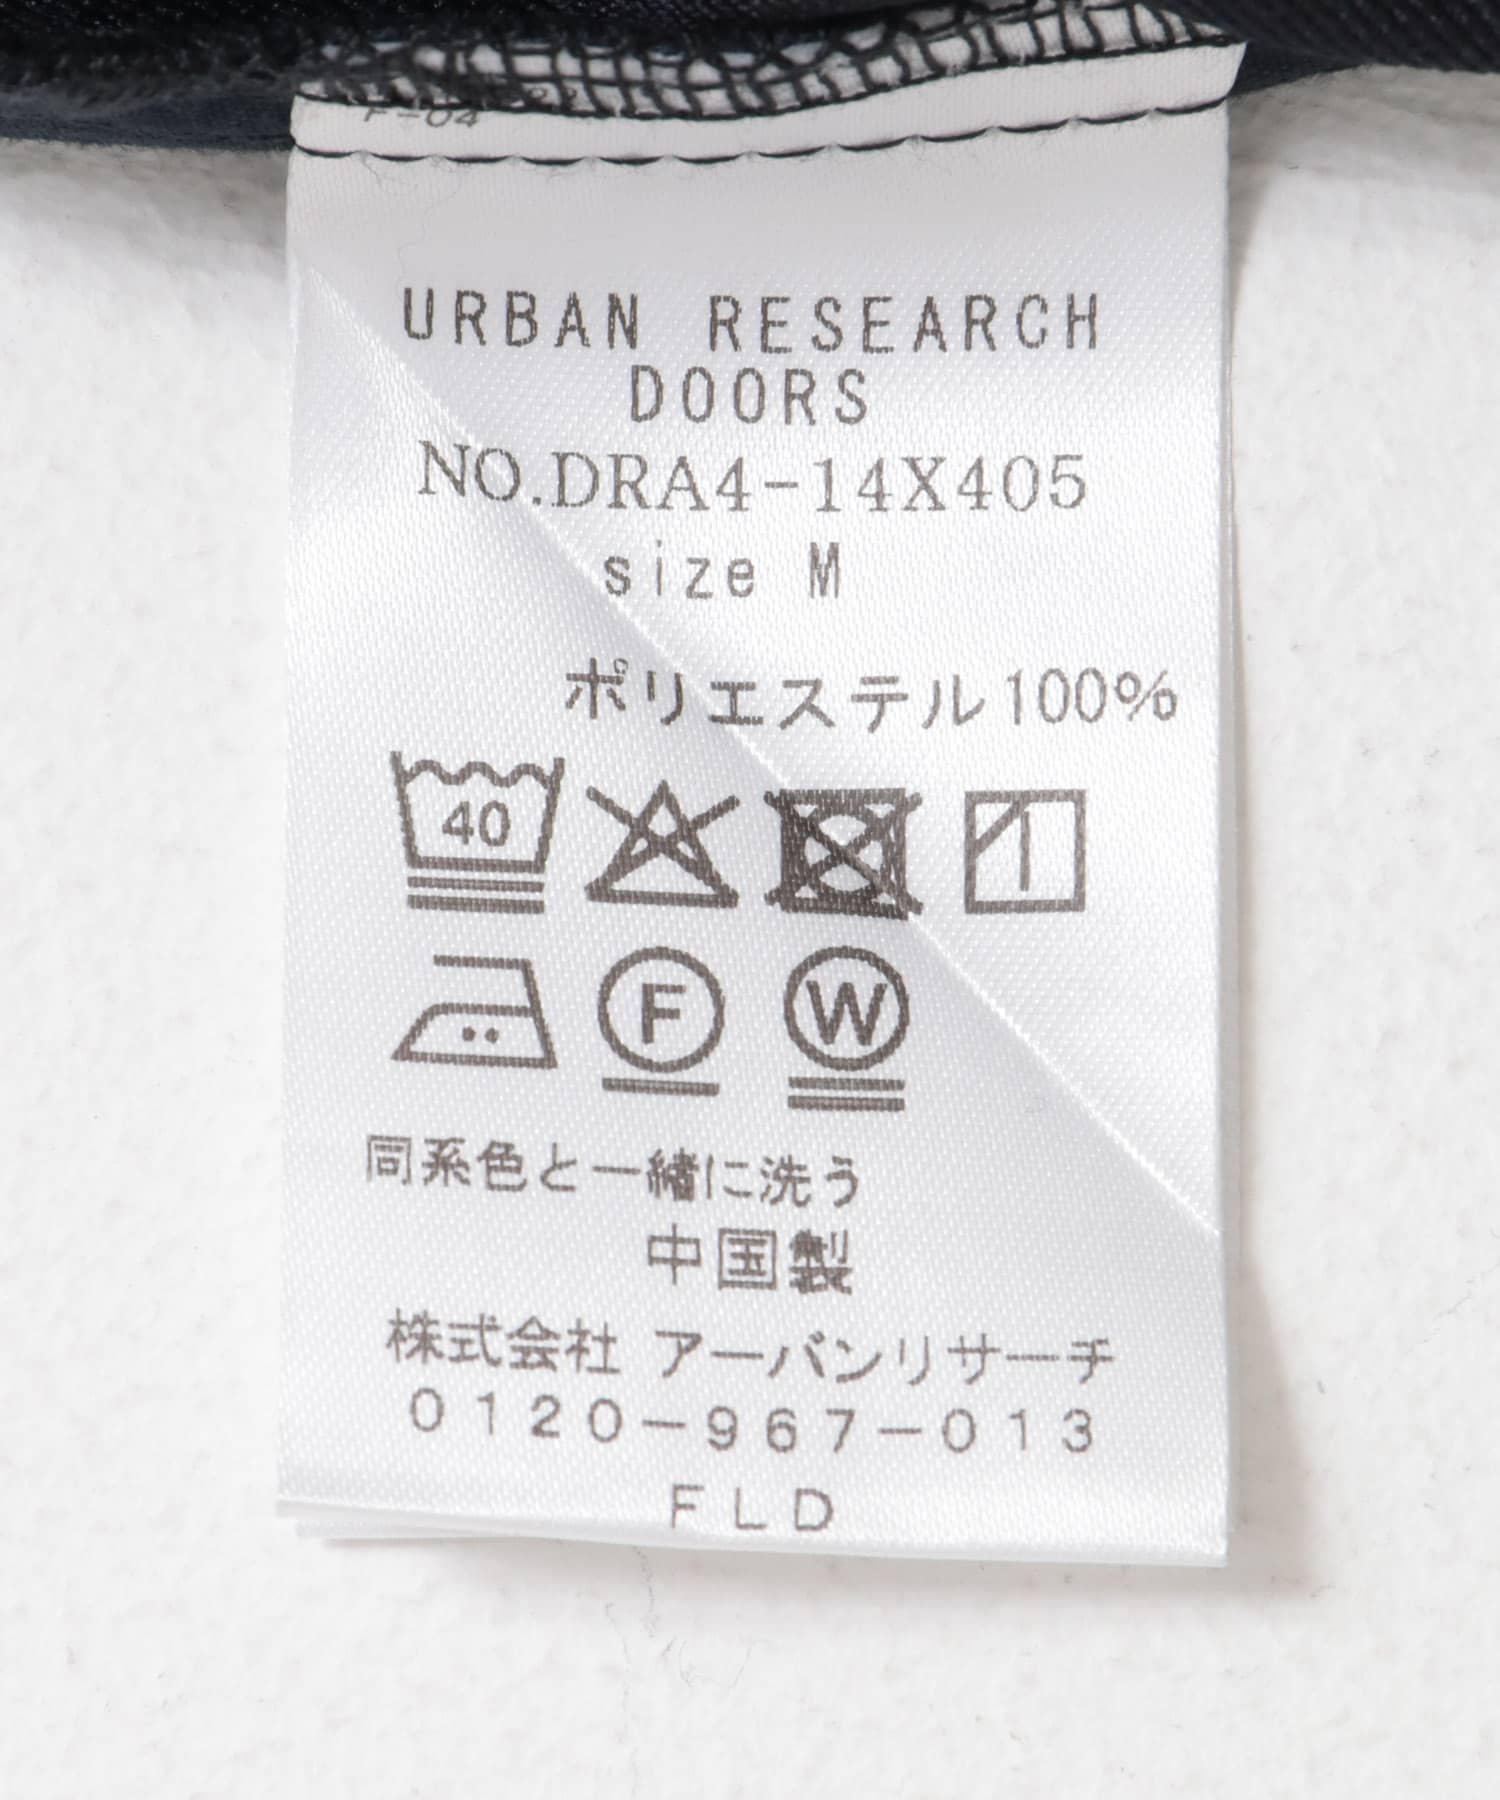 F-04
URBAN RESEARCH
DOORS
NO.DRA4-14X405
size M
ポリエステル100%
40
F
W
同系色と一緒に洗う
中国製
株式会社 アーバンリサーチ
0120-967-013
FLD